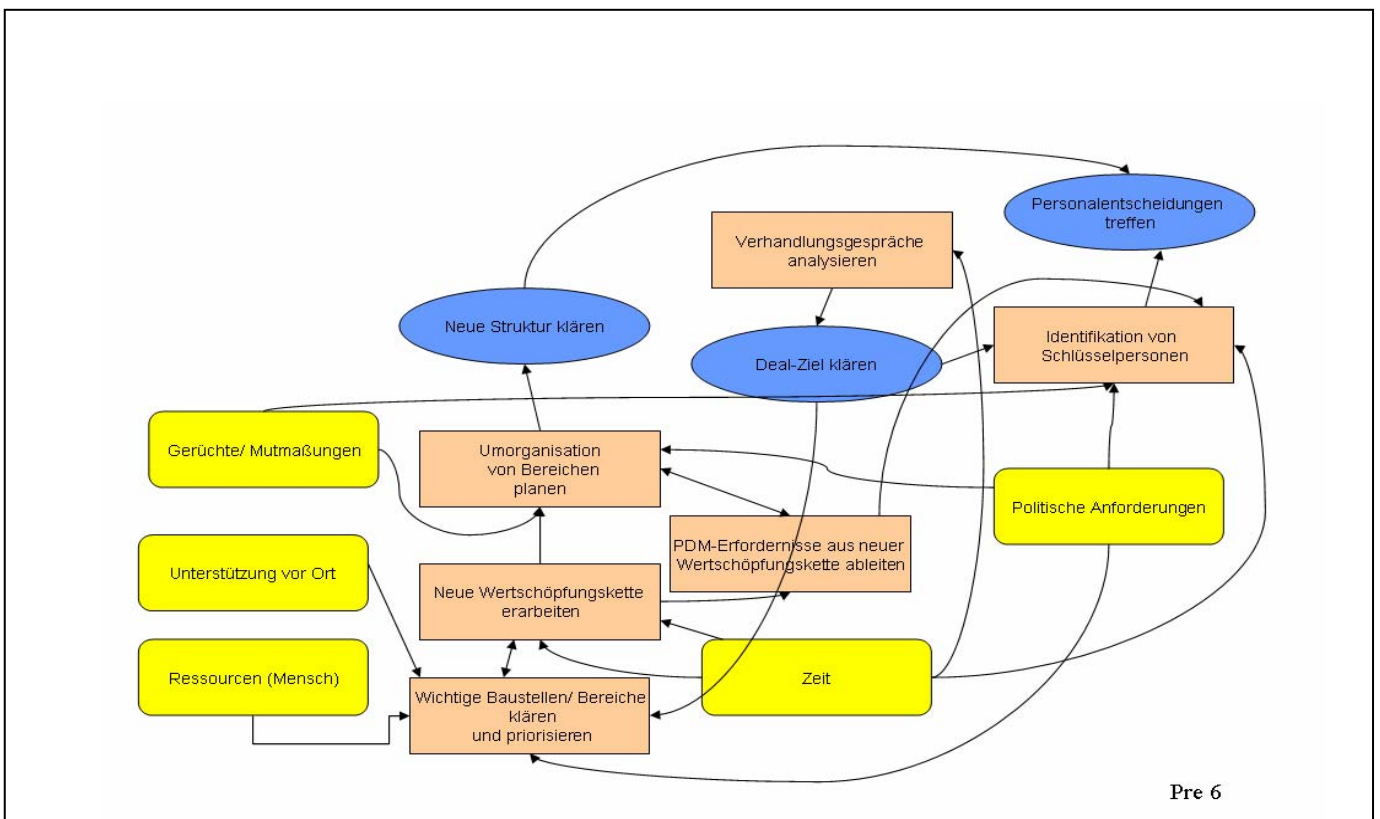 Personalentscheidungen
treffen
Verhandlungsgespräche
analysieren
Neue Struktur klären
Identifikation von
Schlüsselpersonen
Deal-Ziel klären
Gerüchte/ Mutmaßungen
Umorganisation
von Bereichen
planen
Politische Anforderungen
PDM-Erfordernisse aus neuer
Wertschöpfungskette ableiten
Unterstützung vor Ort
Neue Wertschöpfungskette
erarbeiten
Ressourcen (Mensch)
Zeit
Wichtige Baustellen/ Bereiche
klären
und priorisieren
Pre 6